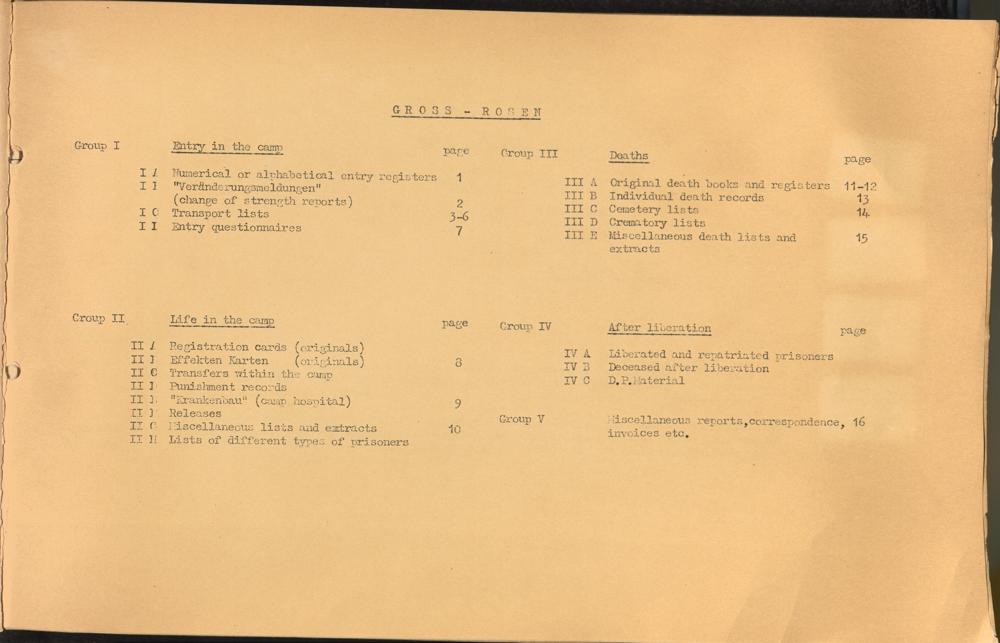 GROSS - ROSEN
Group I Entry in the camp page
I A Numerical or alphabetical entry registers 1
I B "Veränderungsmeldungen"
(change of strength reports) 2
I C Transport lists 3-6
I D Entry questionnaires 7
Group II Life in the camp page
II A Registration cards (originals)
II B Effekten Karten (originals) 8
II C Transfers within the camp
II D Punishment records
II E "Krankenbau" (camp hospital) 9
II F Releases
II G Miscellaneous lists and extracts 10
II H Lists of different types of prisoners
Group III Deaths page
III A Original death books and registers 11-12
III B Individual death records 13
III C Cemetery lists 14
III D Crematory lists
III E Miscellaneous death lists and 15
extracts
Group IV After liberation page
IV A Liberated and repatriated prisoners
IV B Deceased after liberation
IV C D.P.Material
Group V Miscellaneous reports,correspondence, 16
invoices etc.